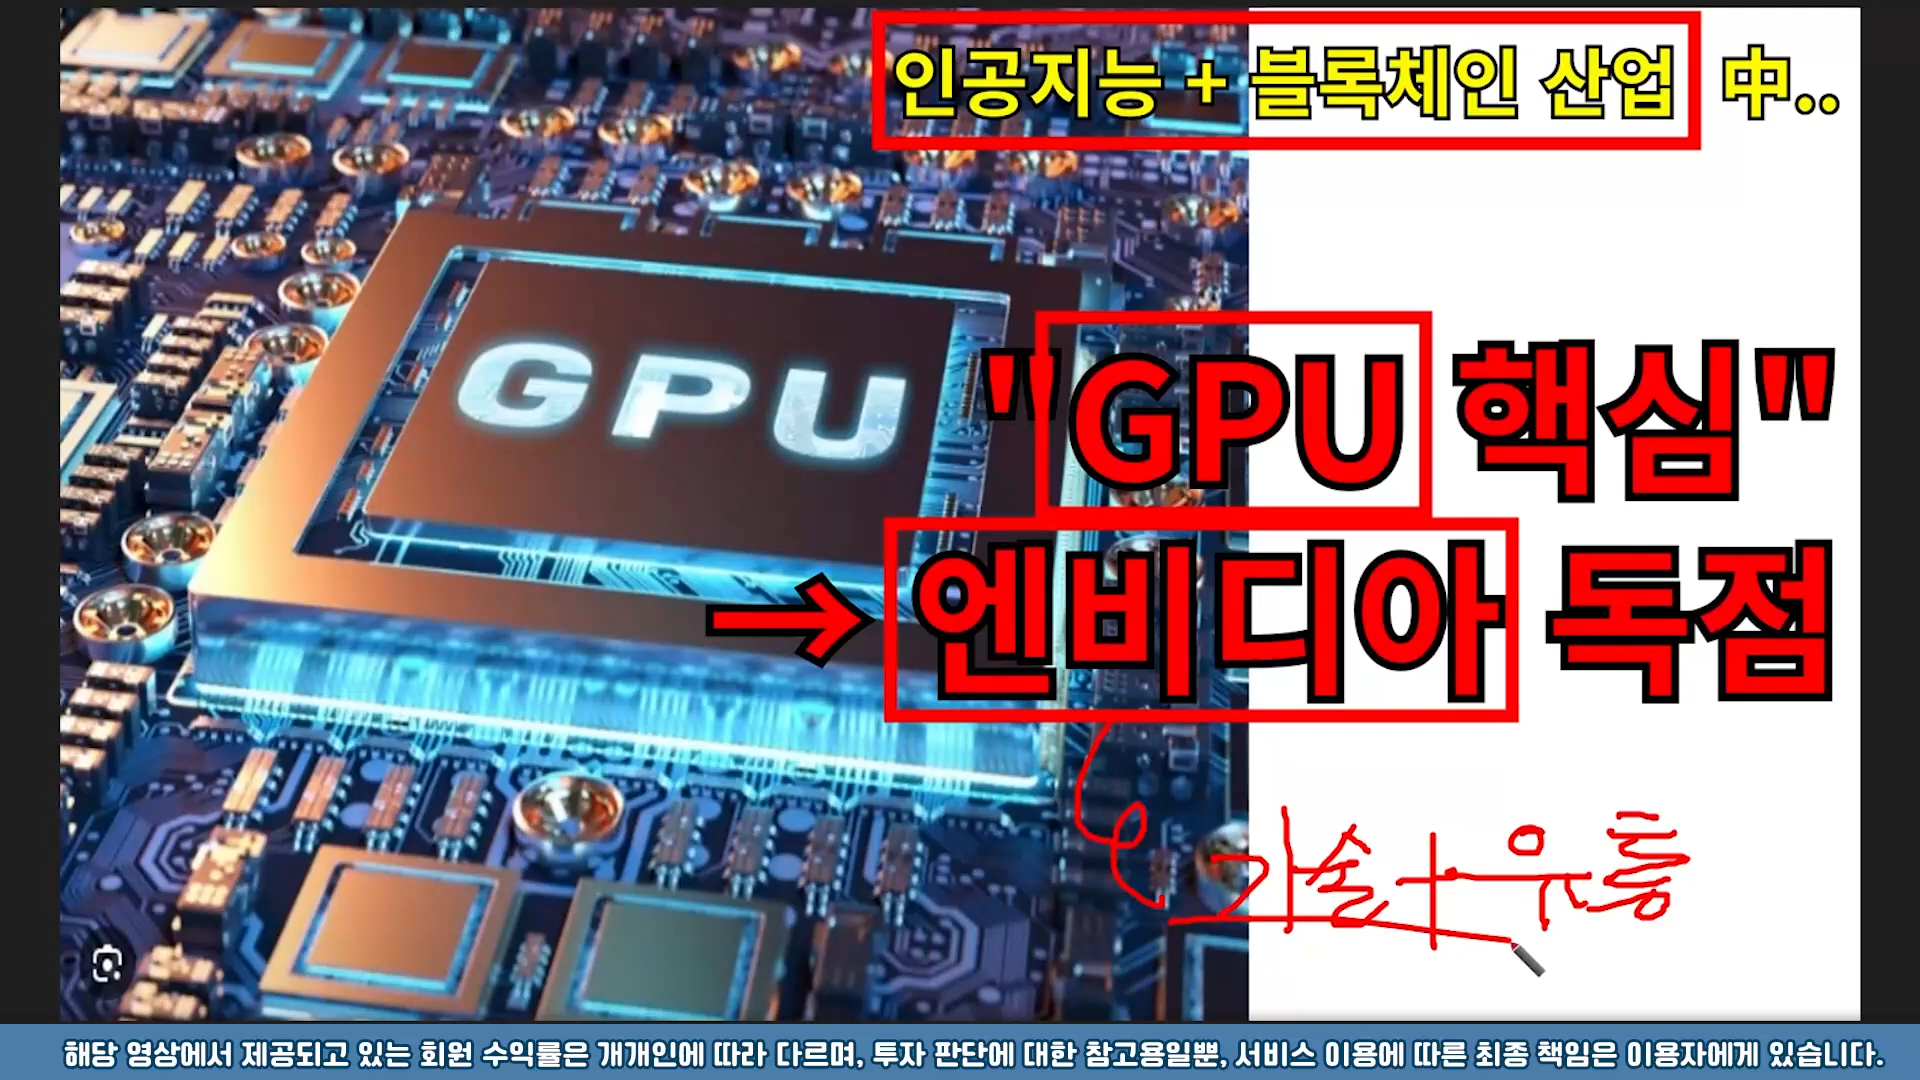 인공지능 + 블록체인 산업 中..
GPU
"GPU 핵심"
→ 엔비디아 독점
기술+유통
해당 영상에서 제공되고 있는 회원 수익률은 개개인에 따라 다르며, 투자 판단에 대한 참고용일뿐, 서비스 이용에 따른 최종 책임은 이용자에게 있습니다.